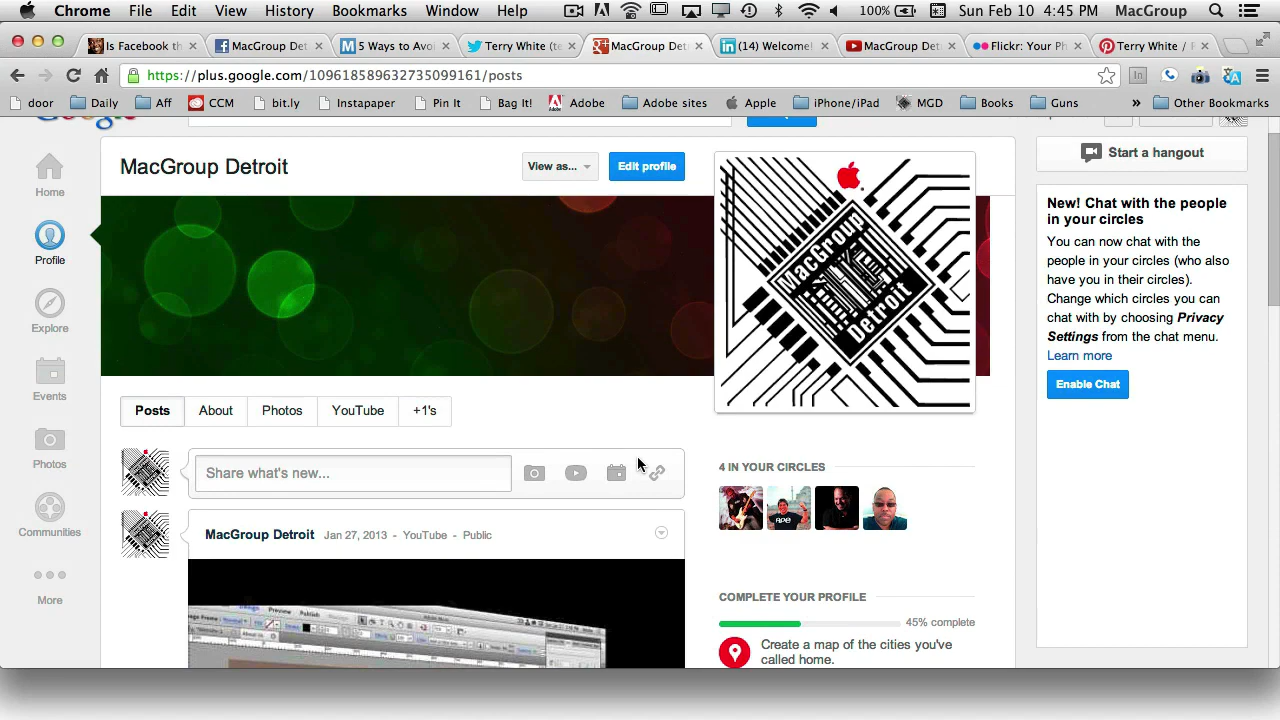 Chrome File Edit View History Bookmarks Window Help 100% Sun Feb 10 4:45 PM MacGroup
Is Facebook th MacGroup Det 5 Ways to Avo Terry White (te MacGroup Det (14) Welcome! MacGroup Det Flickr: Your Ph Terry White / P
https://plus.google.com/109618589632735099161/posts
door Daily Aff CCM bit.ly Instapaper Pin It Bag It! Adobe Adobe sites Apple iPhone/iPad MGD Books Guns » Other Bookmarks
MacGroup Detroit
View as...
Edit profile
MacGroup
Detroit
Home
Profile
Explore
Events
Photos
Communities
More
Posts About Photos YouTube +1's
Share what's new...
MacGroup Detroit Jan 27, 2013 - YouTube - Public
Design Preview Publish
4 IN YOUR CIRCLES
COMPLETE YOUR PROFILE
45% complete
Create a map of the cities you've
called home.
Start a hangout
New! Chat with the people
in your circles
You can now chat with the
people in your circles (who also
have you in their circles).
Change which circles you can
chat with by choosing Privacy
Settings from the chat menu.
Learn more
Enable Chat